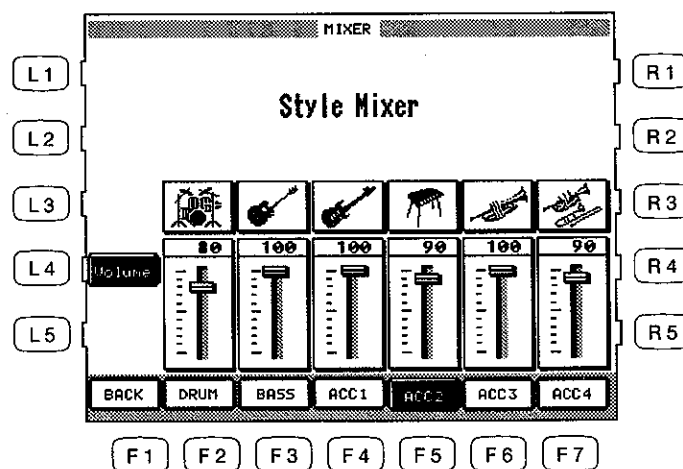 MIXER
L1
R1
Style Mixer
L2
R2
L3
R3
80 100 100 90 100 90
L4
Volume
R4
L5
R5
BACK DRUM BASS ACC1 ACC2 ACC3 ACC4
F1 F2 F3 F4 F5 F6 F7